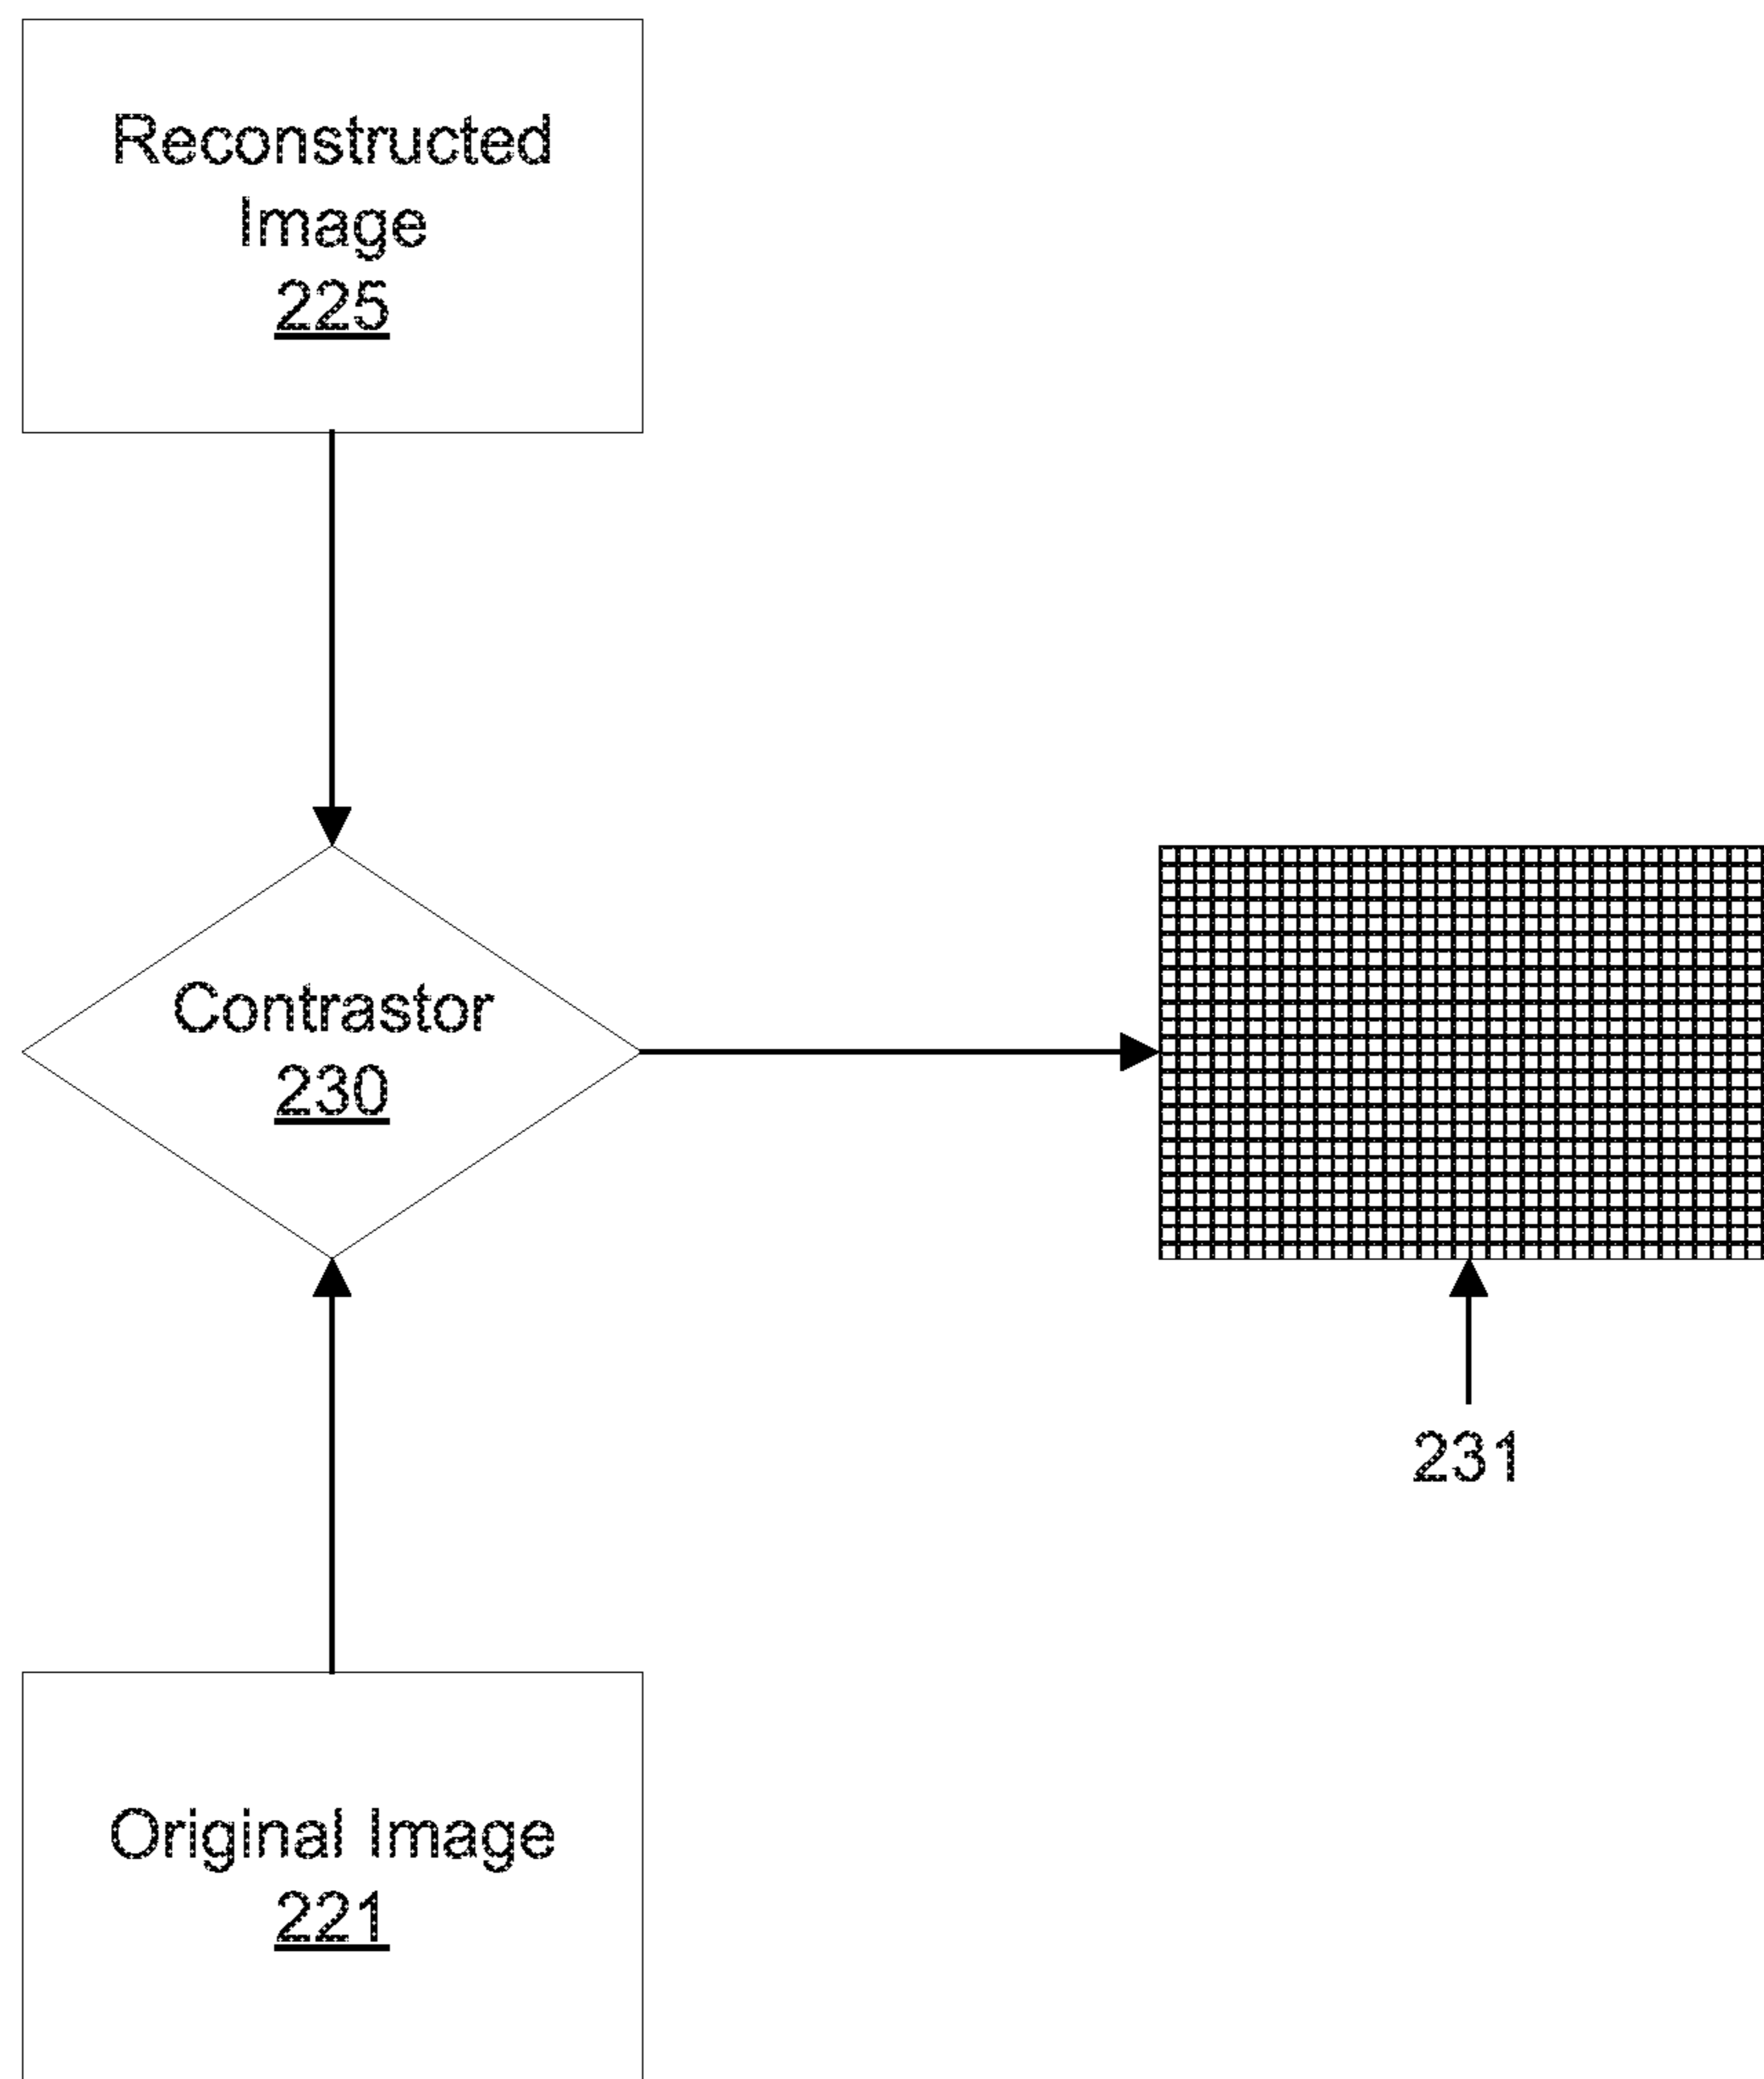 Reconstructed
Image
225
Contrastor
230
231
Original Image
221